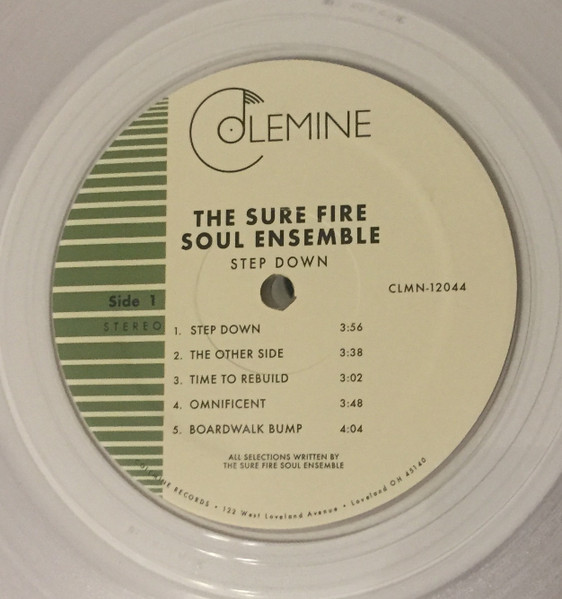 COLEMINE
THE SURE FIRE
SOUL ENSEMBLE
STEP DOWN
CLMN-12044
Side 1
STEREO
1. STEP DOWN 3:56
2. THE OTHER SIDE 3:38
3. TIME TO REBUILD 3:02
4. OMNIFICENT 3:48
5. BOARDWALK BUMP 4:04
ALL SELECTIONS WRITTEN BY
THE SURE FIRE SOUL ENSEMBLE
COLEMINE RECORDS • 122 West Loveland Avenue • Loveland OH 45140